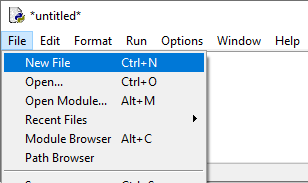 *untitled*
File Edit Format Run Options Window Help
New File Ctrl+N
Open... Ctrl+O
Open Module... Alt+M
Recent Files
Module Browser Alt+C
Path Browser